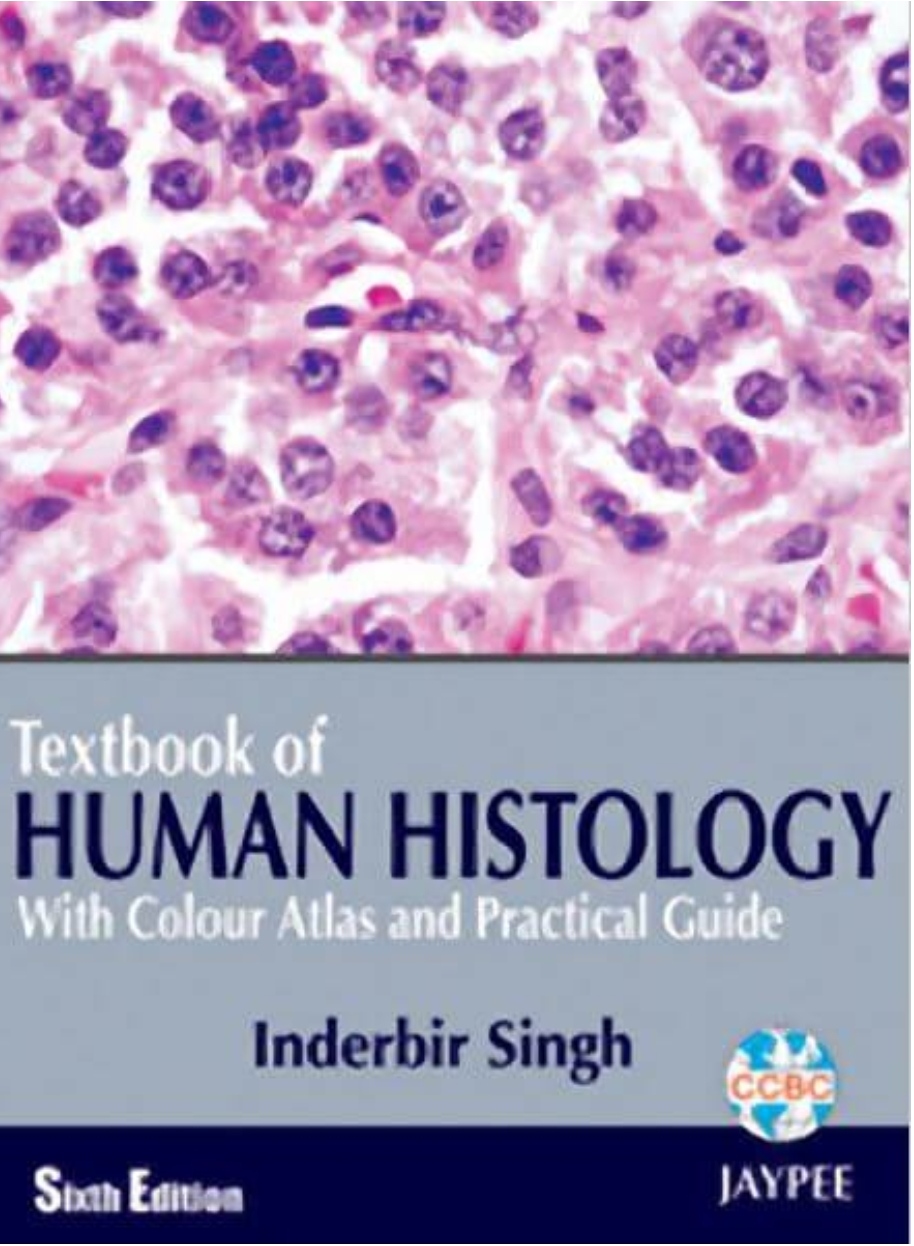 Textbook of
HUMAN HISTOLOGY
With Colour Atlas and Practical Guide
Inderbir Singh
CCBC
Sixth Edition
JAYPEE